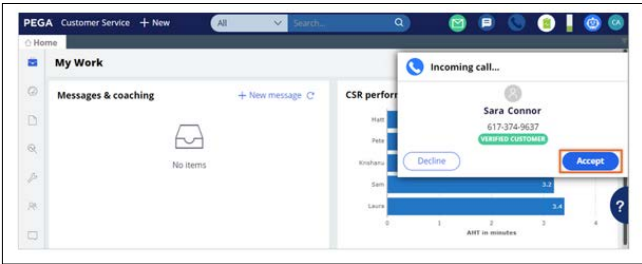 PEGA Customer Service + New All Search... CA
Home
My Work
Messages & coaching + New message
No items
CSR perfor
Matt
Pete
Krishanu
Sam 3.2
Laura 3.4
0 1 2 3 4
AHT in minutes
Incoming call...
Sara Connor
617-374-9637
VERIFIED CUSTOMER
Decline Accept
?